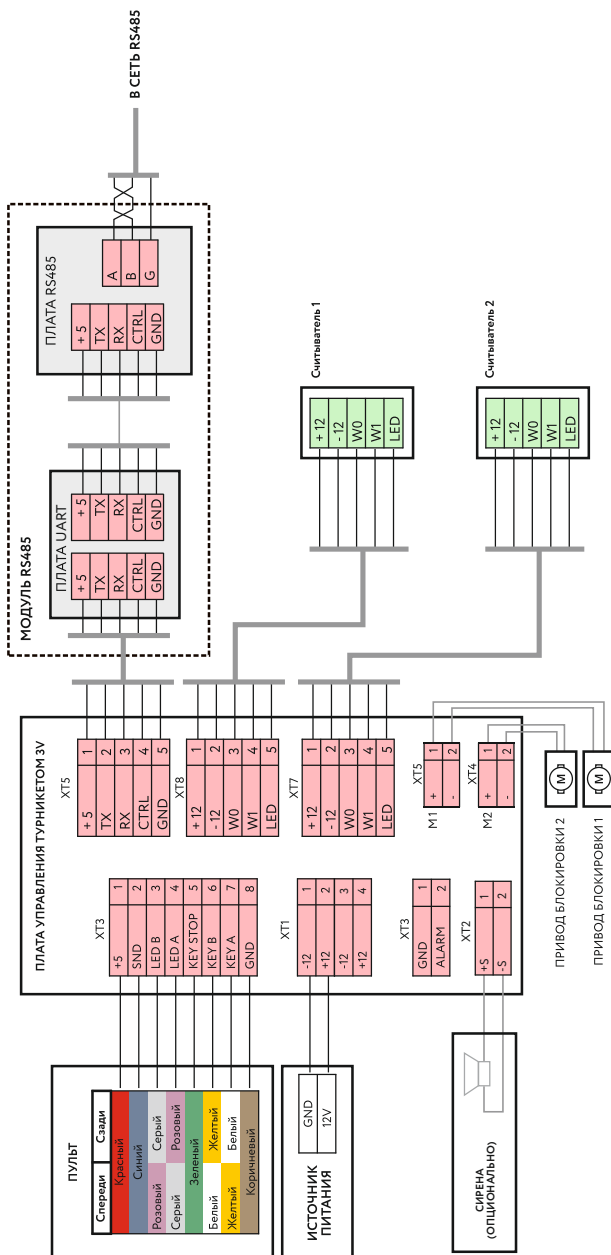 В СЕТЬ RS485
МОДУЛЬ RS485
ПЛАТА RS485
+ 5
TX
RX
CTRL
GND
A
B
G
ПЛАТА UART
+ 5
TX
RX
CTRL
GND
+ 5
TX
RX
CTRL
GND
Считыватель 1
+ 12
- 12
W0
W1
LED
Считыватель 2
+ 12
- 12
W0
W1
LED
ПЛАТА УПРАВЛЕНИЯ ТУРНИКЕТОМ 3V
XT5
+ 5 1
TX 2
RX 3
CTRL 4
GND 5
XT8
+ 12 1
- 12 2
W0 3
W1 4
LED 5
XT7
+ 12 1
- 12 2
W0 3
W1 4
LED 5
XT5
M1 + 1
- 2
XT4
M2 + 1
- 2
XT3
+5 1
SND 2
LED B 3
LED A 4
KEY STOP 5
KEY B 6
KEY A 7
GND 8
XT1
-12 1
+12 2
-12 3
+12 4
XT3
GND 1
ALARM 2
XT2
+S 1
-S 2
M
M
ПРИВОД БЛОКИРОВКИ 2
ПРИВОД БЛОКИРОВКИ 1
ПУЛЬТ
Спереди Сзади
Красный
Синий
Розовый Серый
Серый Розовый
Зеленый
Белый Желтый
Желтый Белый
Коричневый
ИСТОЧНИК
ПИТАНИЯ
GND
12V
СИРЕНА
(ОПЦИОНАЛЬНО)